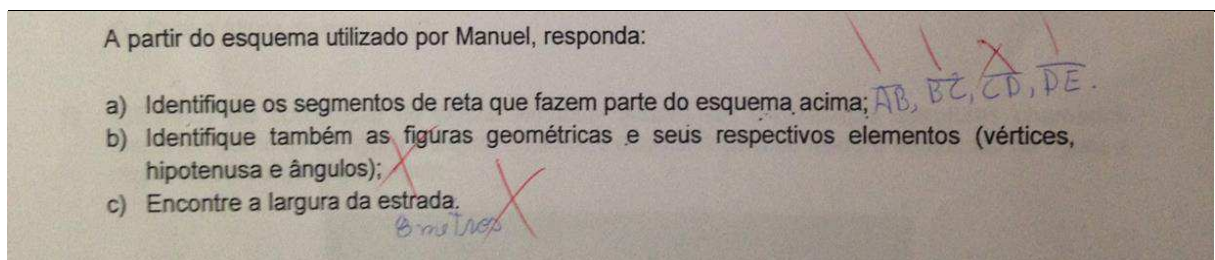 A partir do esquema utilizado por Manuel, responda:
a) Identifique os segmentos de reta que fazem parte do esquema acima; AB, BC, CD, DE.
b) Identifique também as figuras geométricas e seus respectivos elementos (vértices,
hipotenusa e ângulos);
c) Encontre a largura da estrada.
8 metros